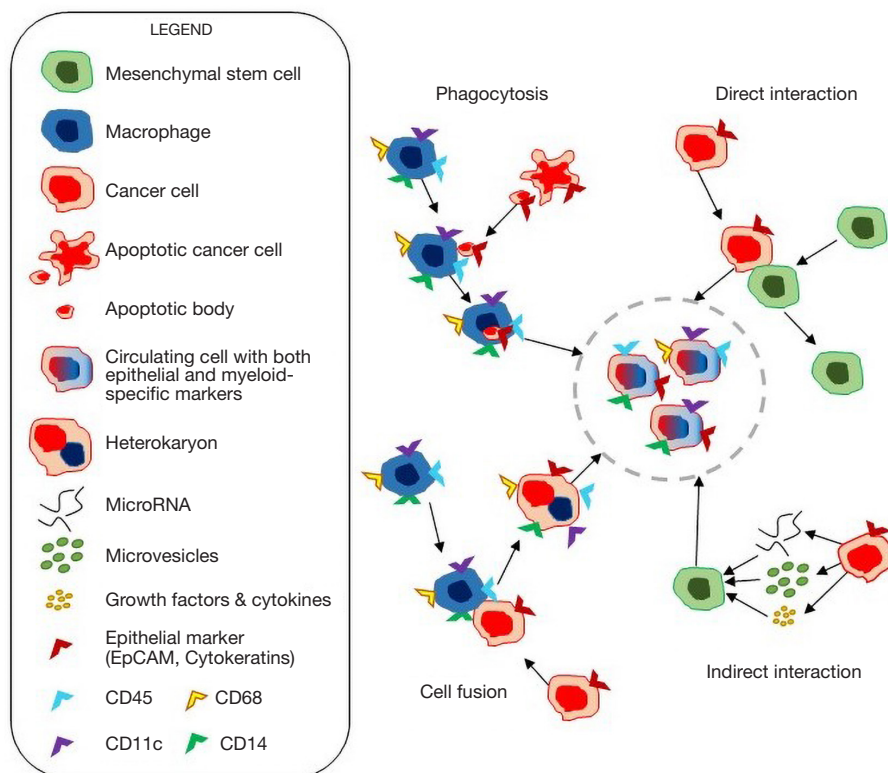 LEGEND
Mesenchymal stem cell
Macrophage
Cancer cell
Apoptotic cancer cell
Apoptotic body
Circulating cell with both
epithelial and myeloid-
specific markers
Heterokaryon
MicroRNA
Microvesicles
Growth factors & cytokines
Epithelial marker
(EpCAM, Cytokeratins)
CD45
CD68
CD11c
CD14
Phagocytosis
Direct interaction
Cell fusion
Indirect interaction